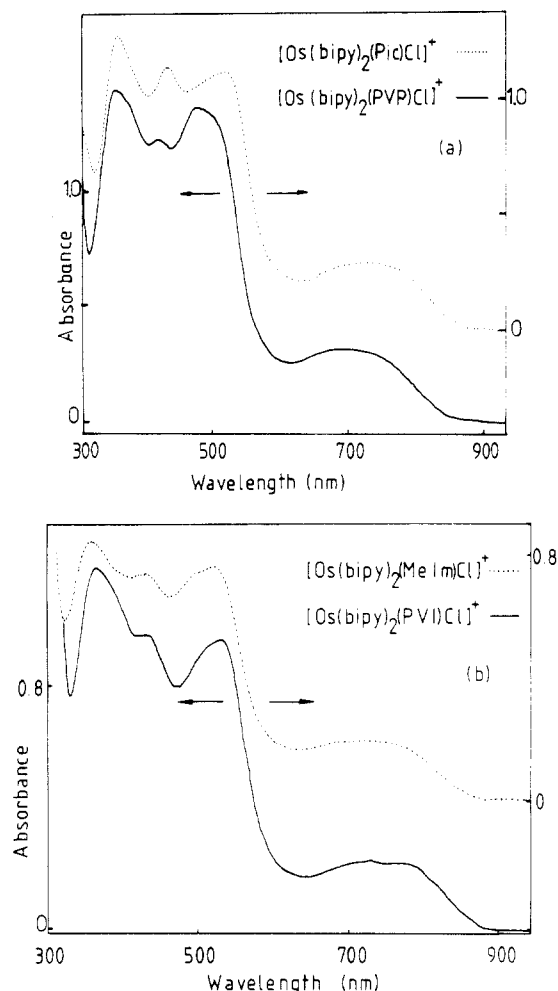 [Os(bipy)2(Pic)Cl]+
[Os(bipy)2(PVP)Cl]+
1.0
(a)
1.0
Absorbance
0
0
300 500 700 900
Wavelength (nm)
[Os(bipy)2(MeIm)Cl]+
0.8
[Os(bipy)2(PVI)Cl]+
(b)
0.8
Absorbance
0
0
300 500 700 900
Wavelength (nm)